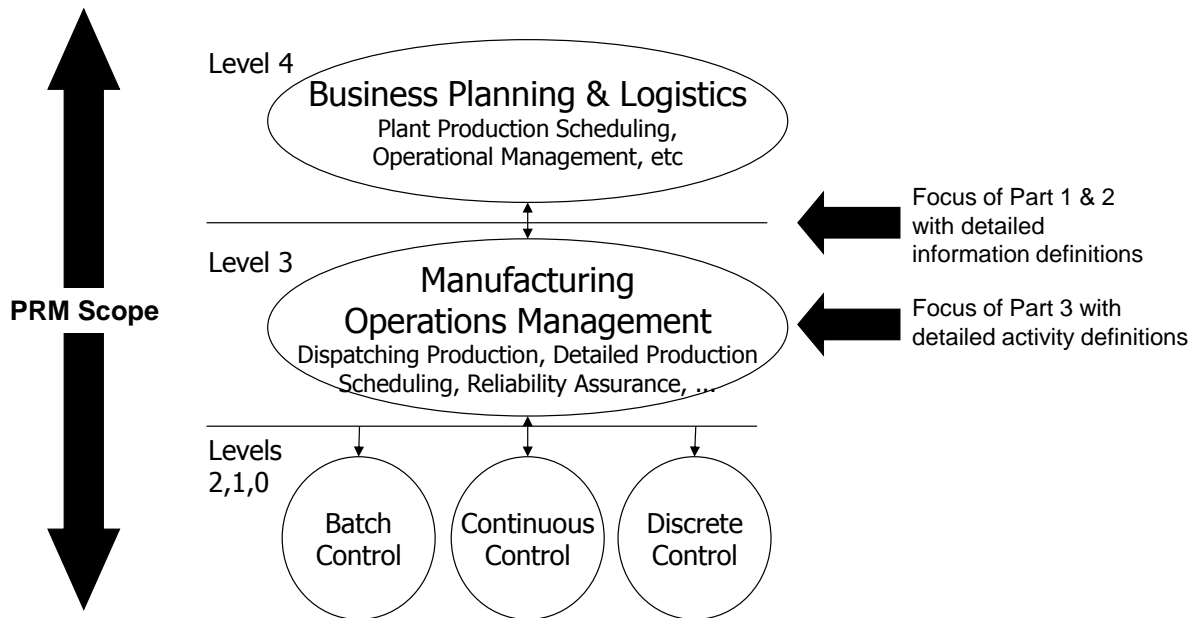 Level 4
Business Planning & Logistics
Plant Production Scheduling,
Operational Management, etc
Focus of Part 1 & 2
with detailed
information definitions
Level 3
Manufacturing
Operations Management
Dispatching Production, Detailed Production
Scheduling, Reliability Assurance, ...
PRM Scope
Focus of Part 3 with
detailed activity definitions
Levels
2,1,0
Batch
Control
Continuous
Control
Discrete
Control